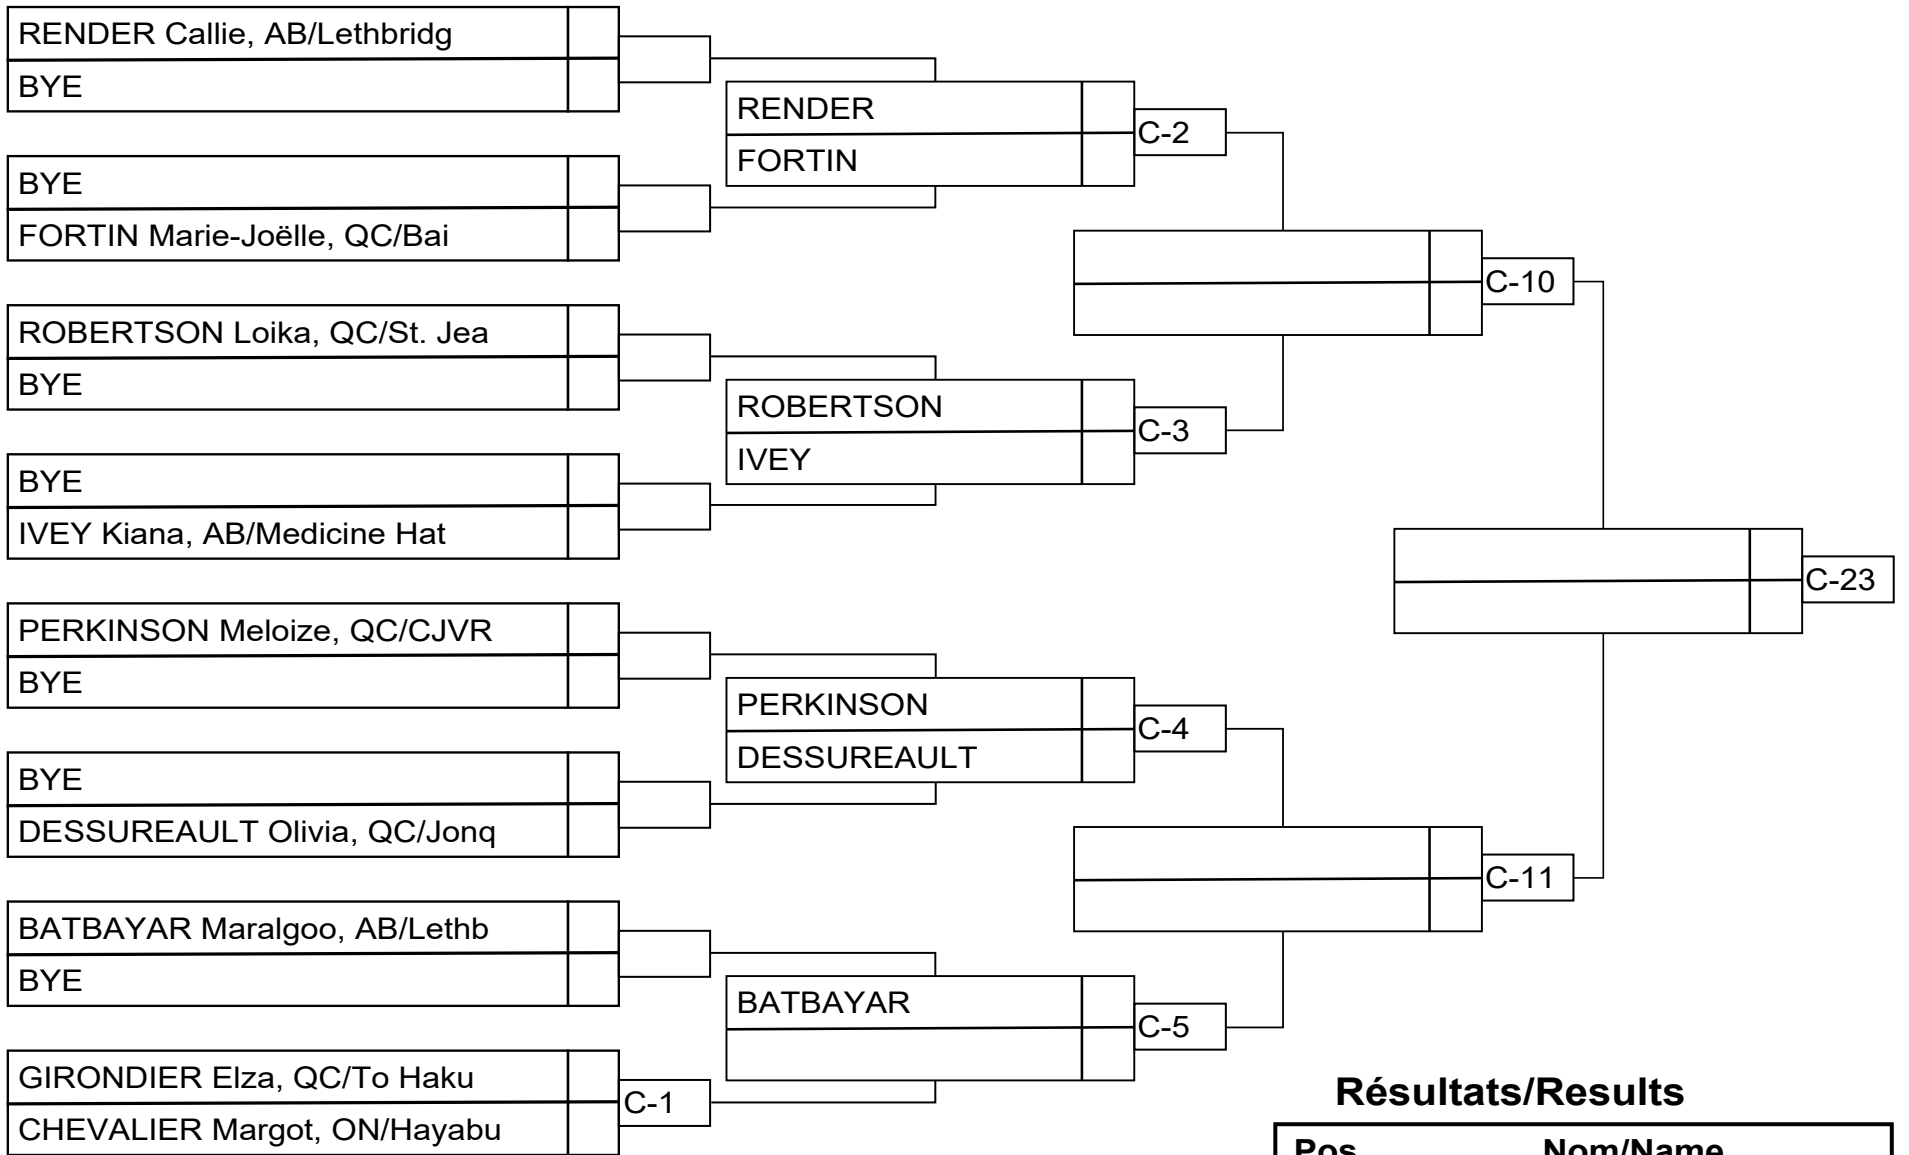 RENDER Callie, AB/Lethbridg
BYE
BYE
FORTIN Marie-Joëlle, QC/Bai
ROBERTSON Loika, QC/St. Jea
BYE
BYE
IVEY Kiana, AB/Medicine Hat
PERKINSON Meloize, QC/CJVR
BYE
BYE
DESSUREAULT Olivia, QC/Jonq
BATBAYAR Maralgoo, AB/Lethb
BYE
GIRONDIER Elza, QC/To Haku
CHEVALIER Margot, ON/Hayabu
C-1
RENDER
FORTIN
C-2
ROBERTSON
IVEY
C-3
PERKINSON
DESSUREAULT
C-4
BATBAYAR
C-5
C-10
C-11
C-23
Résultats/Results
Pos Nom/Name